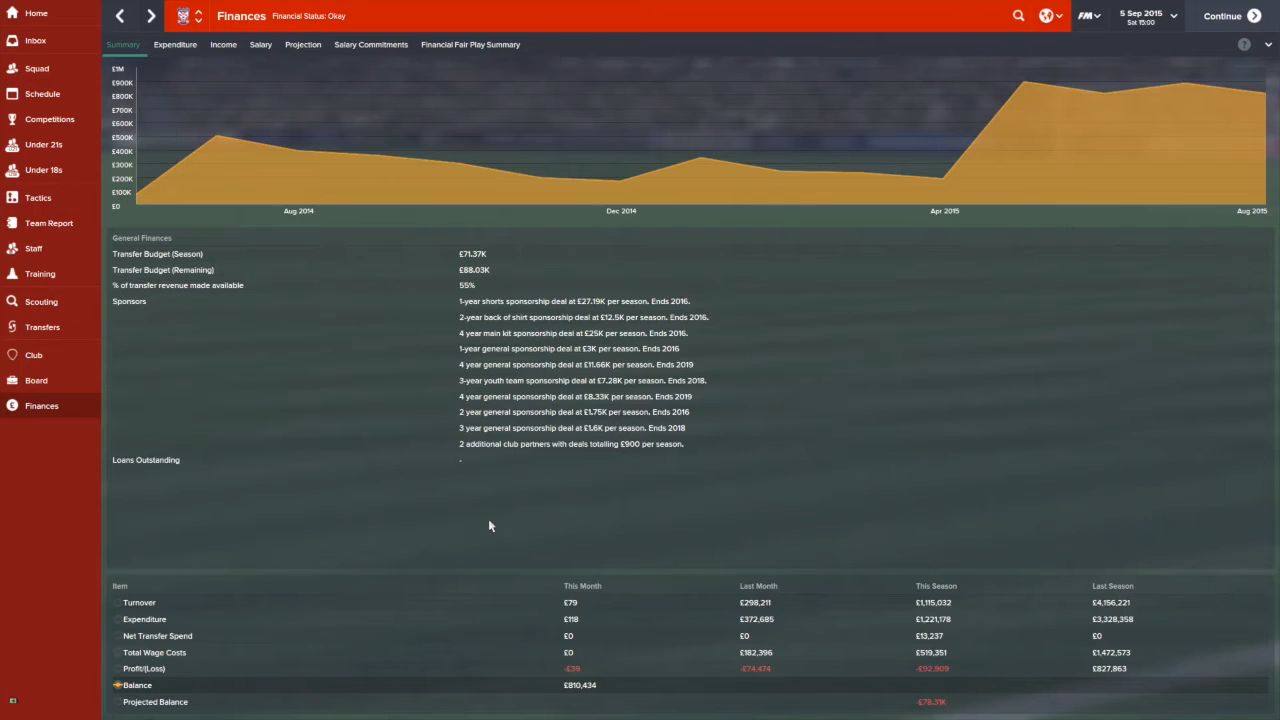 Home
Inbox
Squad
Schedule
Competitions
Under 21s
Under 18s
Tactics
Team Report
Staff
Training
Scouting
Transfers
Club
Board
Finances
Finances Financial Status: Okay
FM
5 Sep 2015
Sat 15:00
Continue
Summary Expenditure Income Salary Projection Salary Commitments Financial Fair Play Summary
£1M
£900K
£800K
£700K
£600K
£500K
£400K
£300K
£200K
£100K
£0
Aug 2014 Dec 2014 Apr 2015 Aug 2015
General Finances
Transfer Budget (Season) £71.37K
Transfer Budget (Remaining) £88.03K
% of transfer revenue made available 55%
Sponsors 1-year shorts sponsorship deal at £27.19K per season. Ends 2016.
2-year back of shirt sponsorship deal at £12.5K per season. Ends 2016.
4 year main kit sponsorship deal at £25K per season. Ends 2016.
1-year general sponsorship deal at £3K per season. Ends 2016
4 year general sponsorship deal at £11.66K per season. Ends 2019
3-year youth team sponsorship deal at £7.28K per season. Ends 2018.
4 year general sponsorship deal at £8.33K per season. Ends 2019
2 year general sponsorship deal at £1.75K per season. Ends 2016
3 year general sponsorship deal at £1.6K per season. Ends 2018
2 additional club partners with deals totalling £900 per season.
Loans Outstanding -
Item This Month Last Month This Season Last Season
Turnover £79 £298,211 £1,115,032 £4,156,221
Expenditure £118 £372,685 £1,221,178 £3,328,358
Net Transfer Spend £0 £0 £13,237 £0
Total Wage Costs £0 £182,396 £519,351 £1,472,573
Profit/(Loss) -£39 -£74,474 -£92,909 £827,863
Balance £810,434
Projected Balance -£78.31K